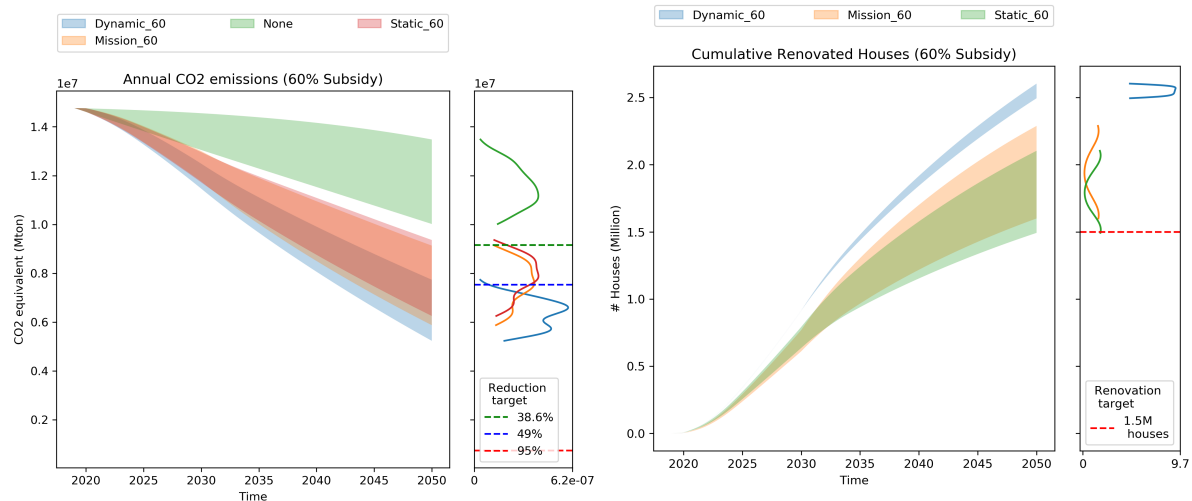 Dynamic_60 None Static_60
Mission_60
Annual CO2 emissions (60% Subsidy)
1e7
1e7
CO2 equivalent (Mton)
1.4
1.2
1.0
0.8
0.6
0.4
0.2
2020 2025 2030 2035 2040 2045 2050
Time
Reduction
target
38.6%
49%
95%
0 6.2e-07
Dynamic_60 Mission_60 Static_60
Cumulative Renovated Houses (60% Subsidy)
# Houses (Million)
2.5
2.0
1.5
1.0
0.5
0.0
2020 2025 2030 2035 2040 2045 2050
Time
Renovation
target
1.5M
houses
0 9.7